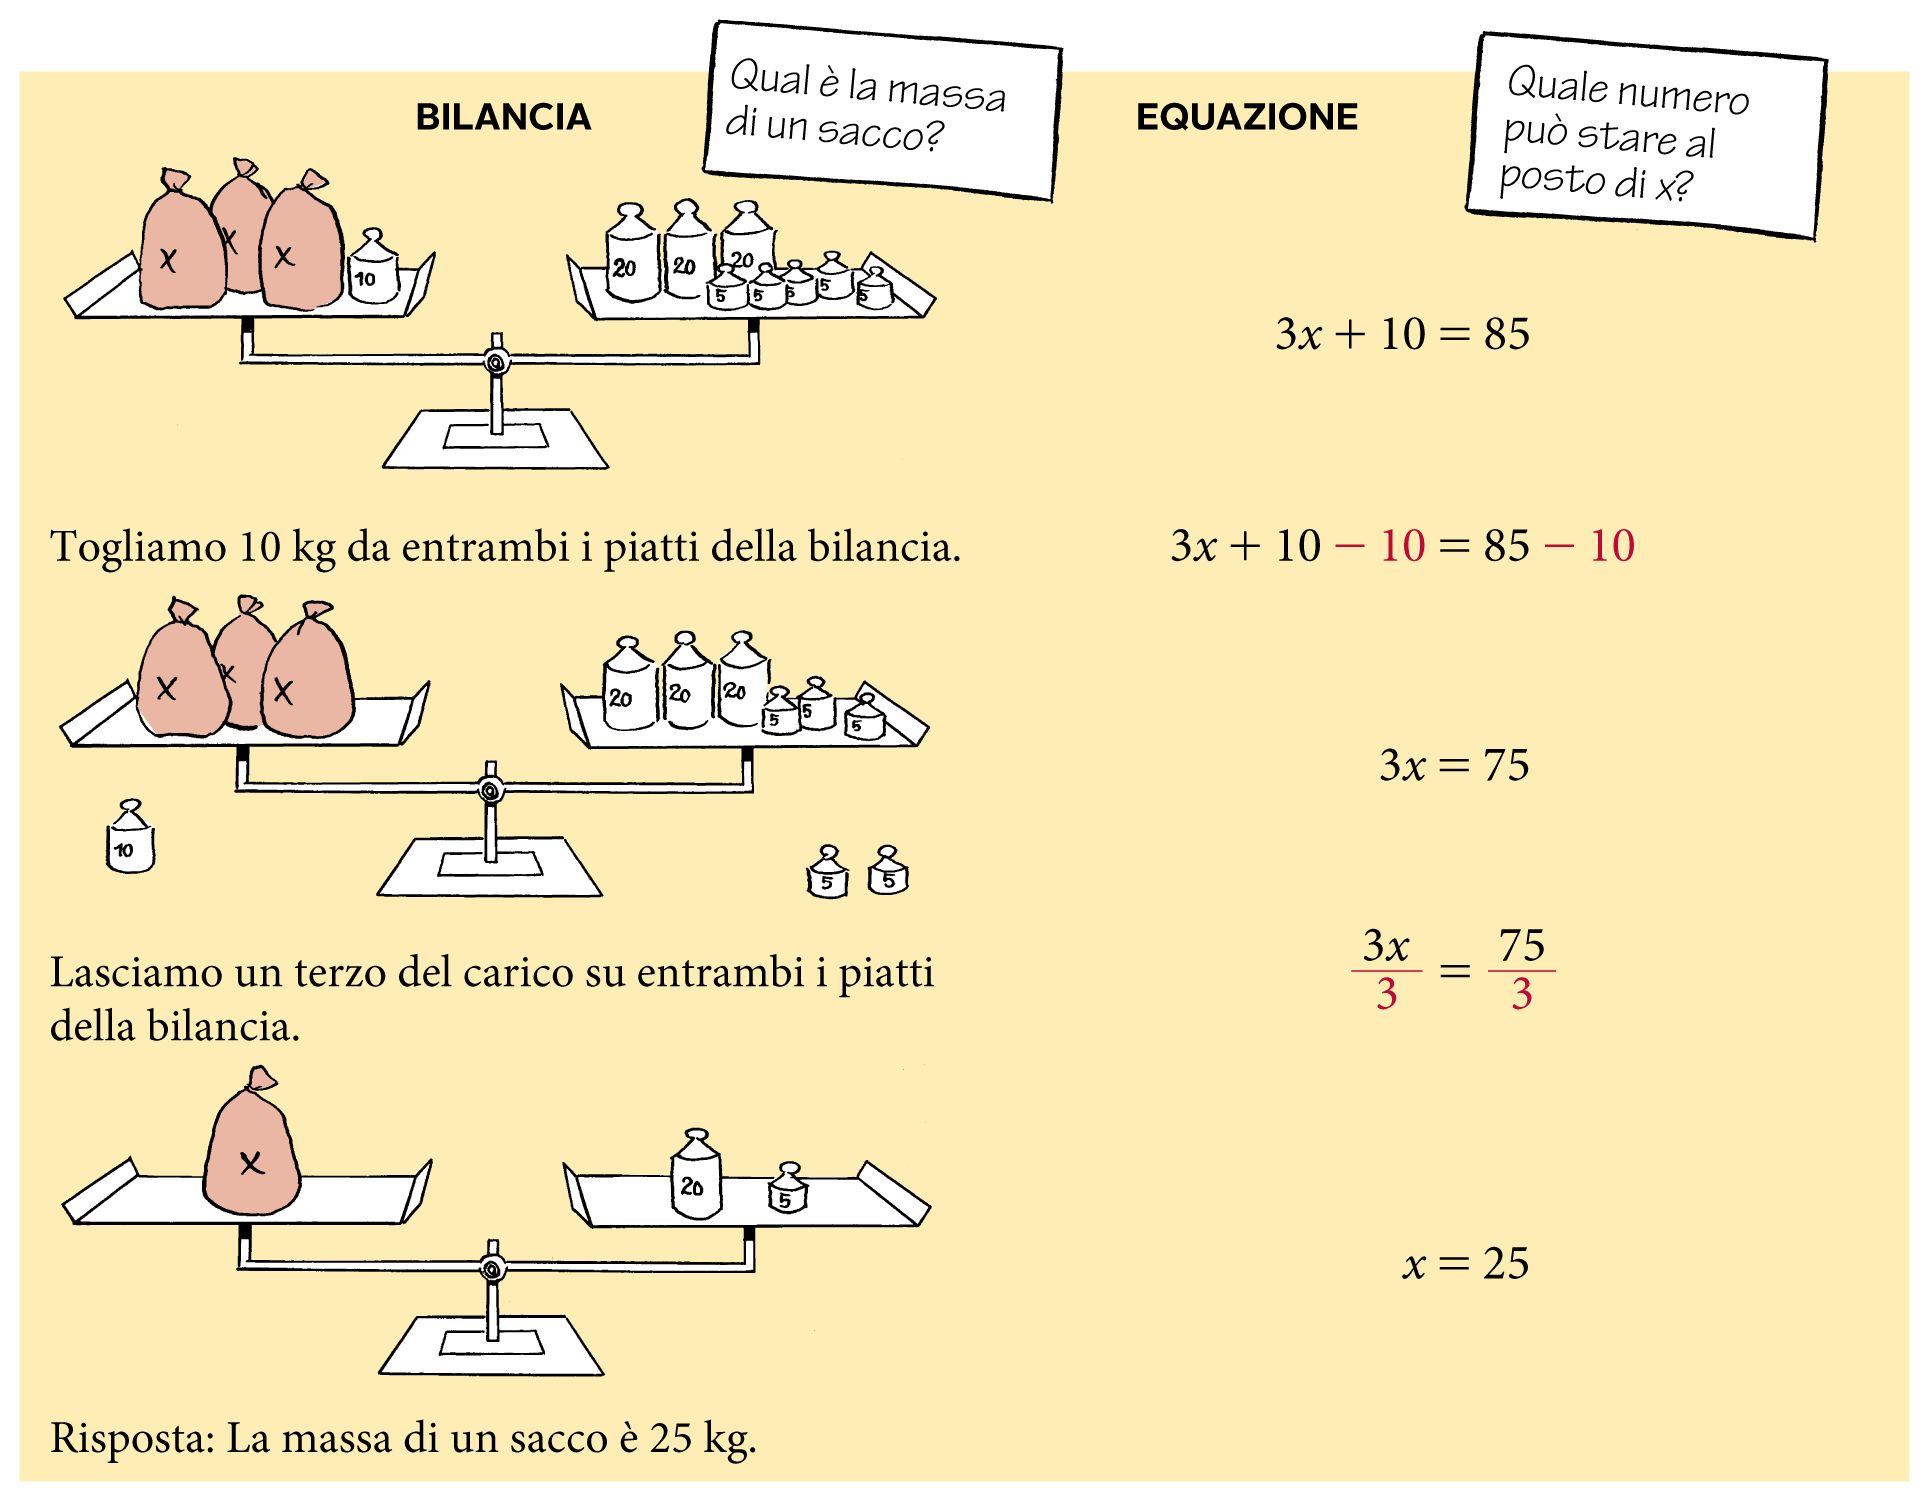 BILANCIA
Qual è la massa
di un sacco?
EQUAZIONE
Quale numero
può stare al
posto di x?
x x x 10 20 20 20 5 5 5 5 5
3x + 10 = 85
Togliamo 10 kg da entrambi i piatti della bilancia.
3x + 10 − 10 = 85 − 10
x x x 20 20 20 5 5 5
3x = 75
10 5 5
Lasciamo un terzo del carico su entrambi i piatti
della bilancia.
3x/3 = 75/3
x 20 5
x = 25
Risposta: La massa di un sacco è 25 kg.